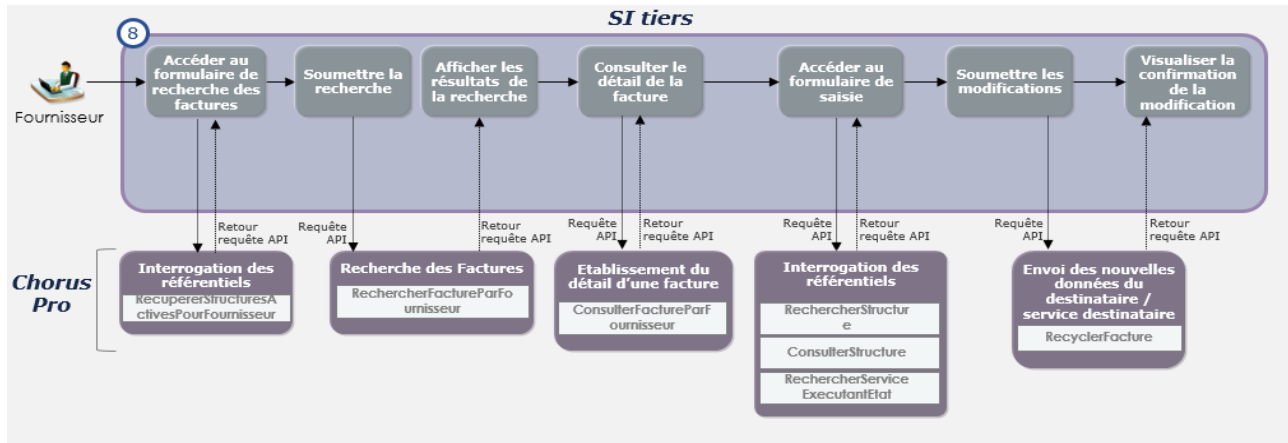 SI tiers
8
Fournisseur
Accéder au
formulaire de
recherche des
factures
Soumettre la
recherche
Afficher les
résultats de
la recherche
Consulter le
détail de la
facture
Accéder au
formulaire de
saisie
Soumettre les
modifications
Visualiser la
confirmation
de la
modification
Retour
requête API
Requête
API
Retour
requête API
Requête
API
Retour
requête API
Requête
API
Retour
requête API
Requête
API
Retour
requête API
Chorus
Pro
Interrogation des
référentiels
RecupererStructuresA
ctivesPourFournisseur
Recherche des Factures
RechercherFactureParFo
urnisseur
Etablissement du
détail d’une facture
ConsulterFactureParF
ournisseur
Interrogation des
référentiels
RechercherStructur
e
ConsulterStructure
RechercherService
ExecutantEtat
Envoi des nouvelles
données du
destinataire /
service destinataire
RecyclerFacture